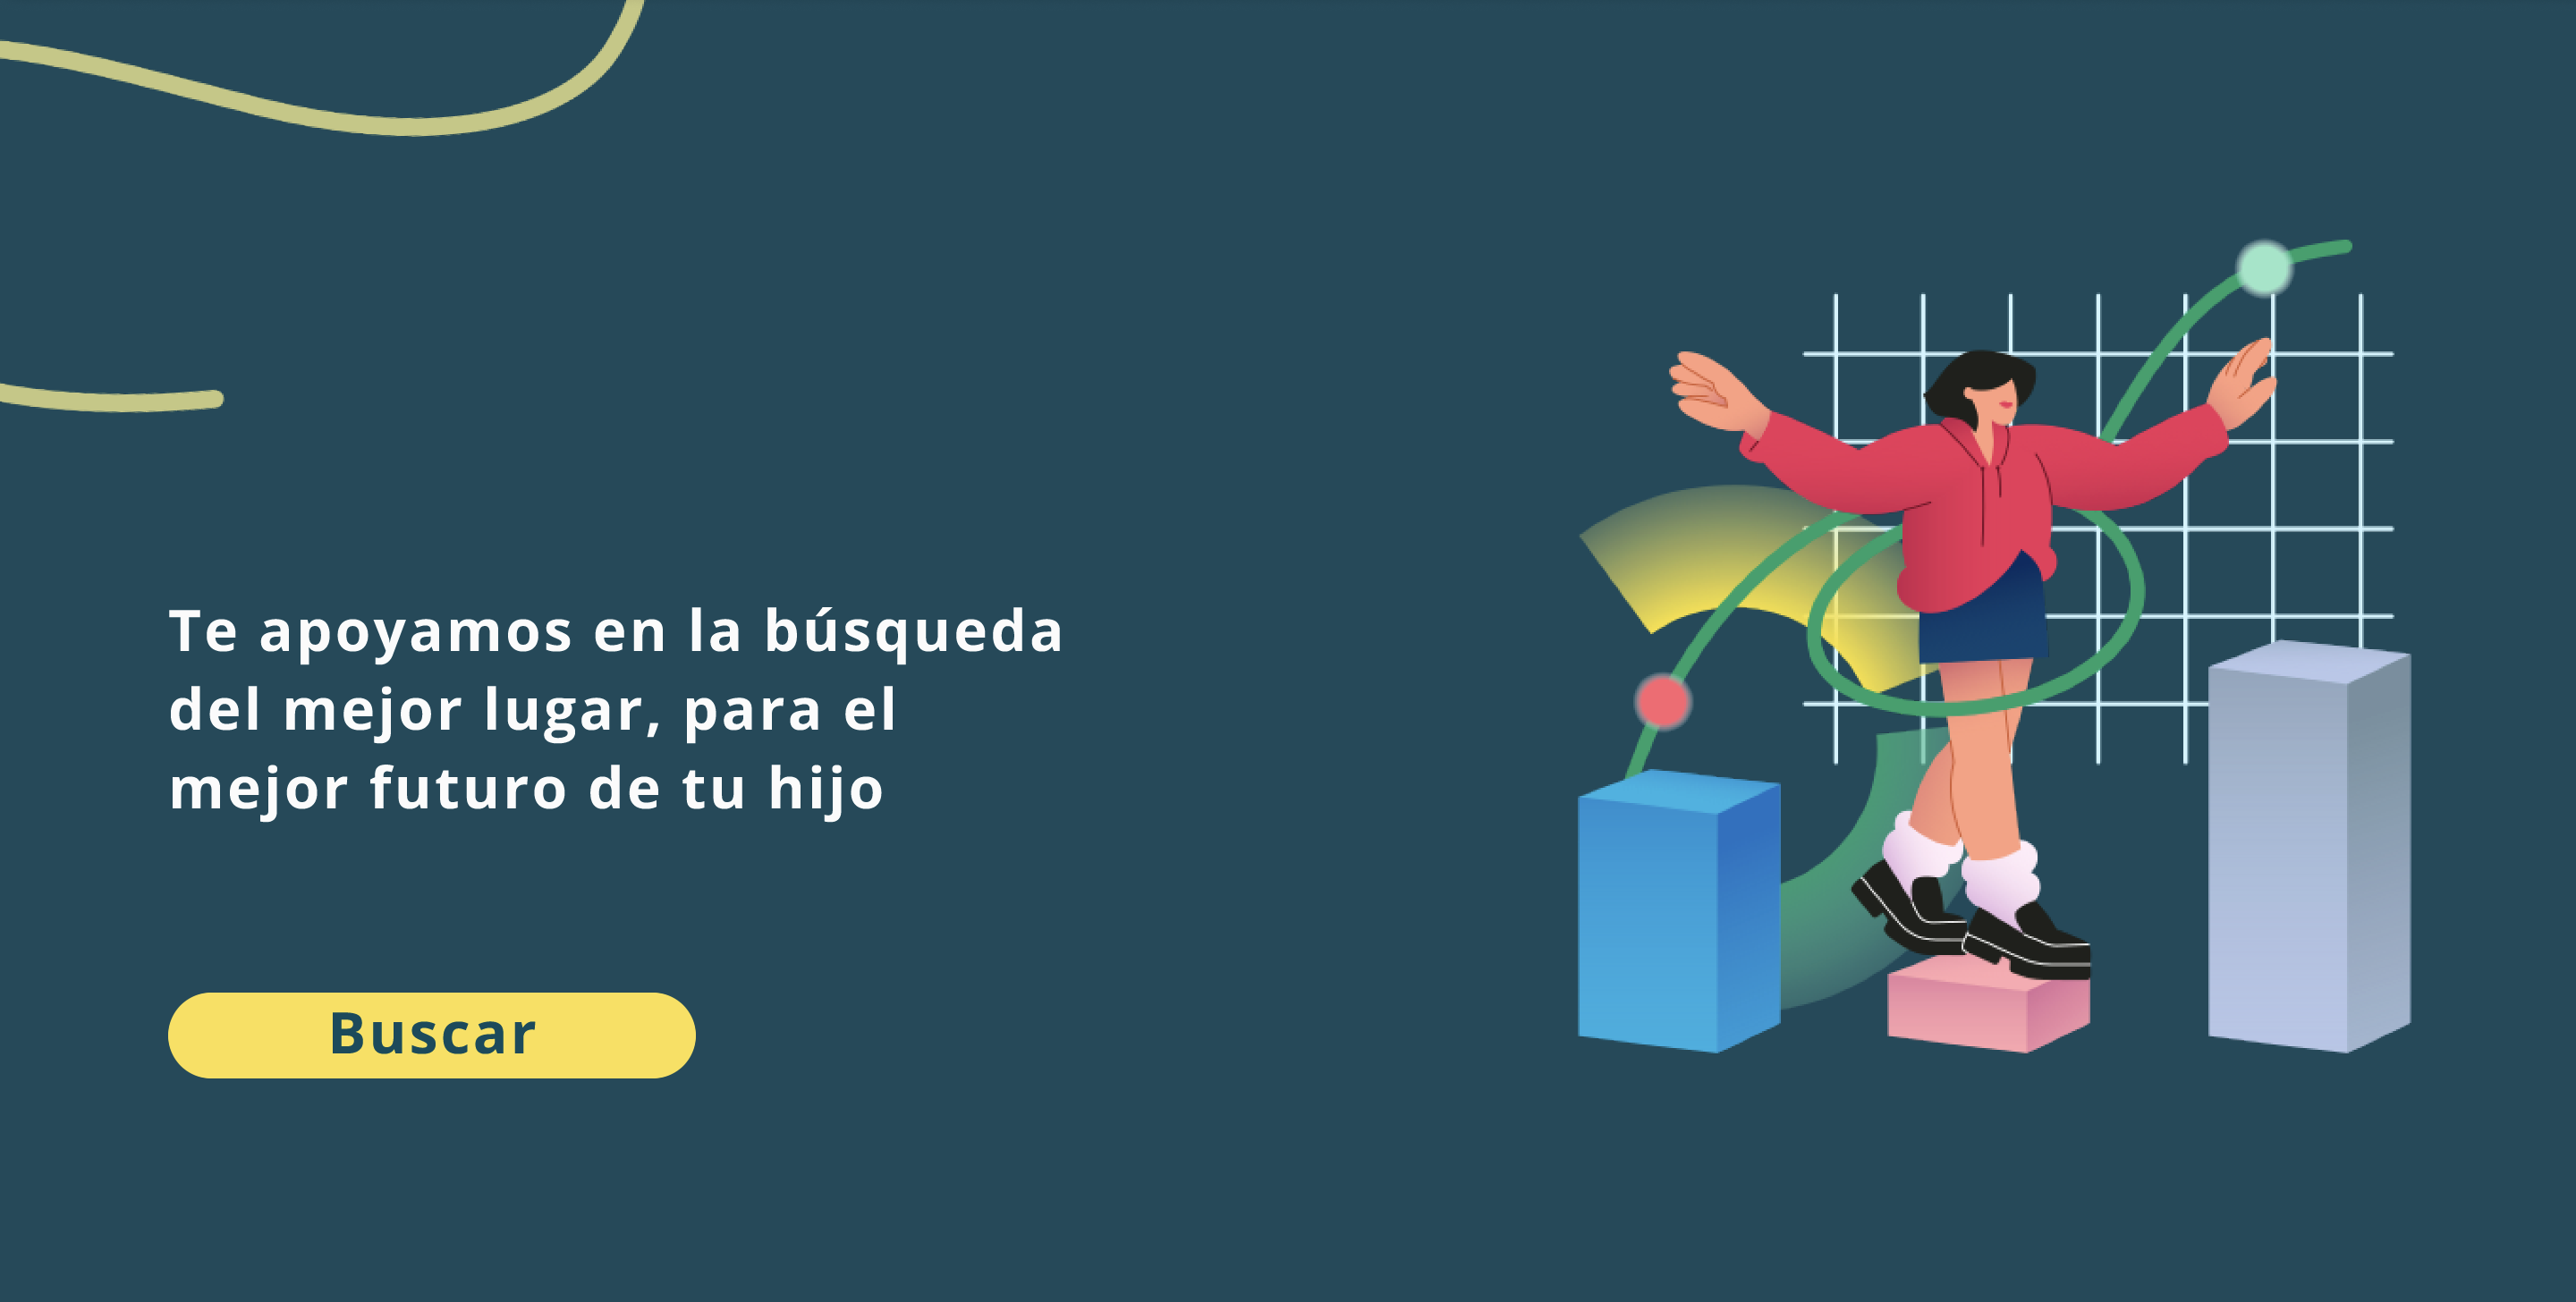 Te apoyamos en la búsqueda
del mejor lugar, para el
mejor futuro de tu hijo
Buscar